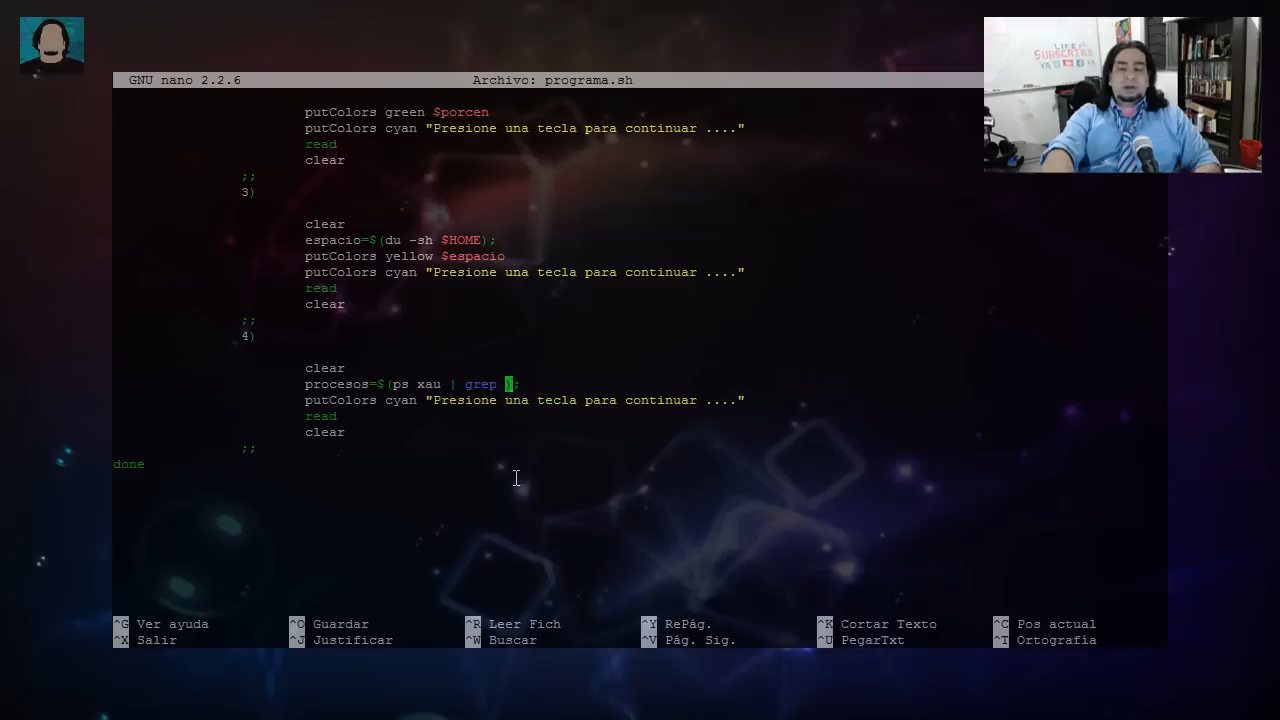 GNU nano 2.2.6 Archivo: programa.sh
putColors green $porcen
putColors cyan "Presione una tecla para continuar ...."
read
clear
;;
3)
clear
espacio=$(du -sh $HOME);
putColors yellow $espacio
putColors cyan "Presione una tecla para continuar ...."
read
clear
;;
4)
clear
procesos=$(ps xau | grep );
putColors cyan "Presione una tecla para continuar ...."
read
clear
;;
done
^G Ver ayuda ^O Guardar ^R Leer Fich ^Y RePág. ^K Cortar Texto ^C Pos actual
^X Salir ^J Justificar ^W Buscar ^V Pág. Sig. ^U PegarTxt ^T Ortografía
LIKE
SUBSCRIBE
YA